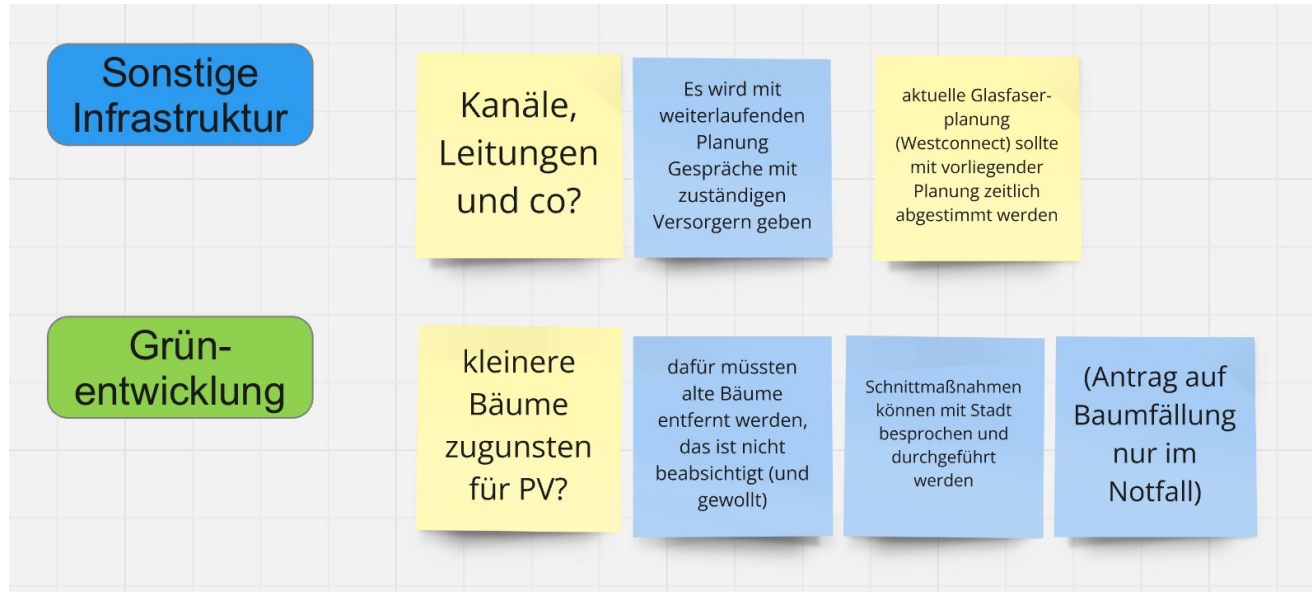 Sonstige
Infrastruktur
Kanäle,
Leitungen
und co?
Es wird mit
weiterlaufenden
Planung
Gespräche mit
zuständigen
Versorgern geben
aktuelle Glasfaser-
planung
(Westconnect) sollte
mit vorliegender
Planung zeitlich
abgestimmt werden
Grün-
entwicklung
kleinere
Bäume
zugunsten
für PV?
dafür müssten
alte Bäume
entfernt werden,
das ist nicht
beabsichtigt (und
gewollt)
Schnittmaßnahmen
können mit Stadt
besprochen und
durchgeführt
werden
(Antrag auf
Baumfällung
nur im
Notfall)